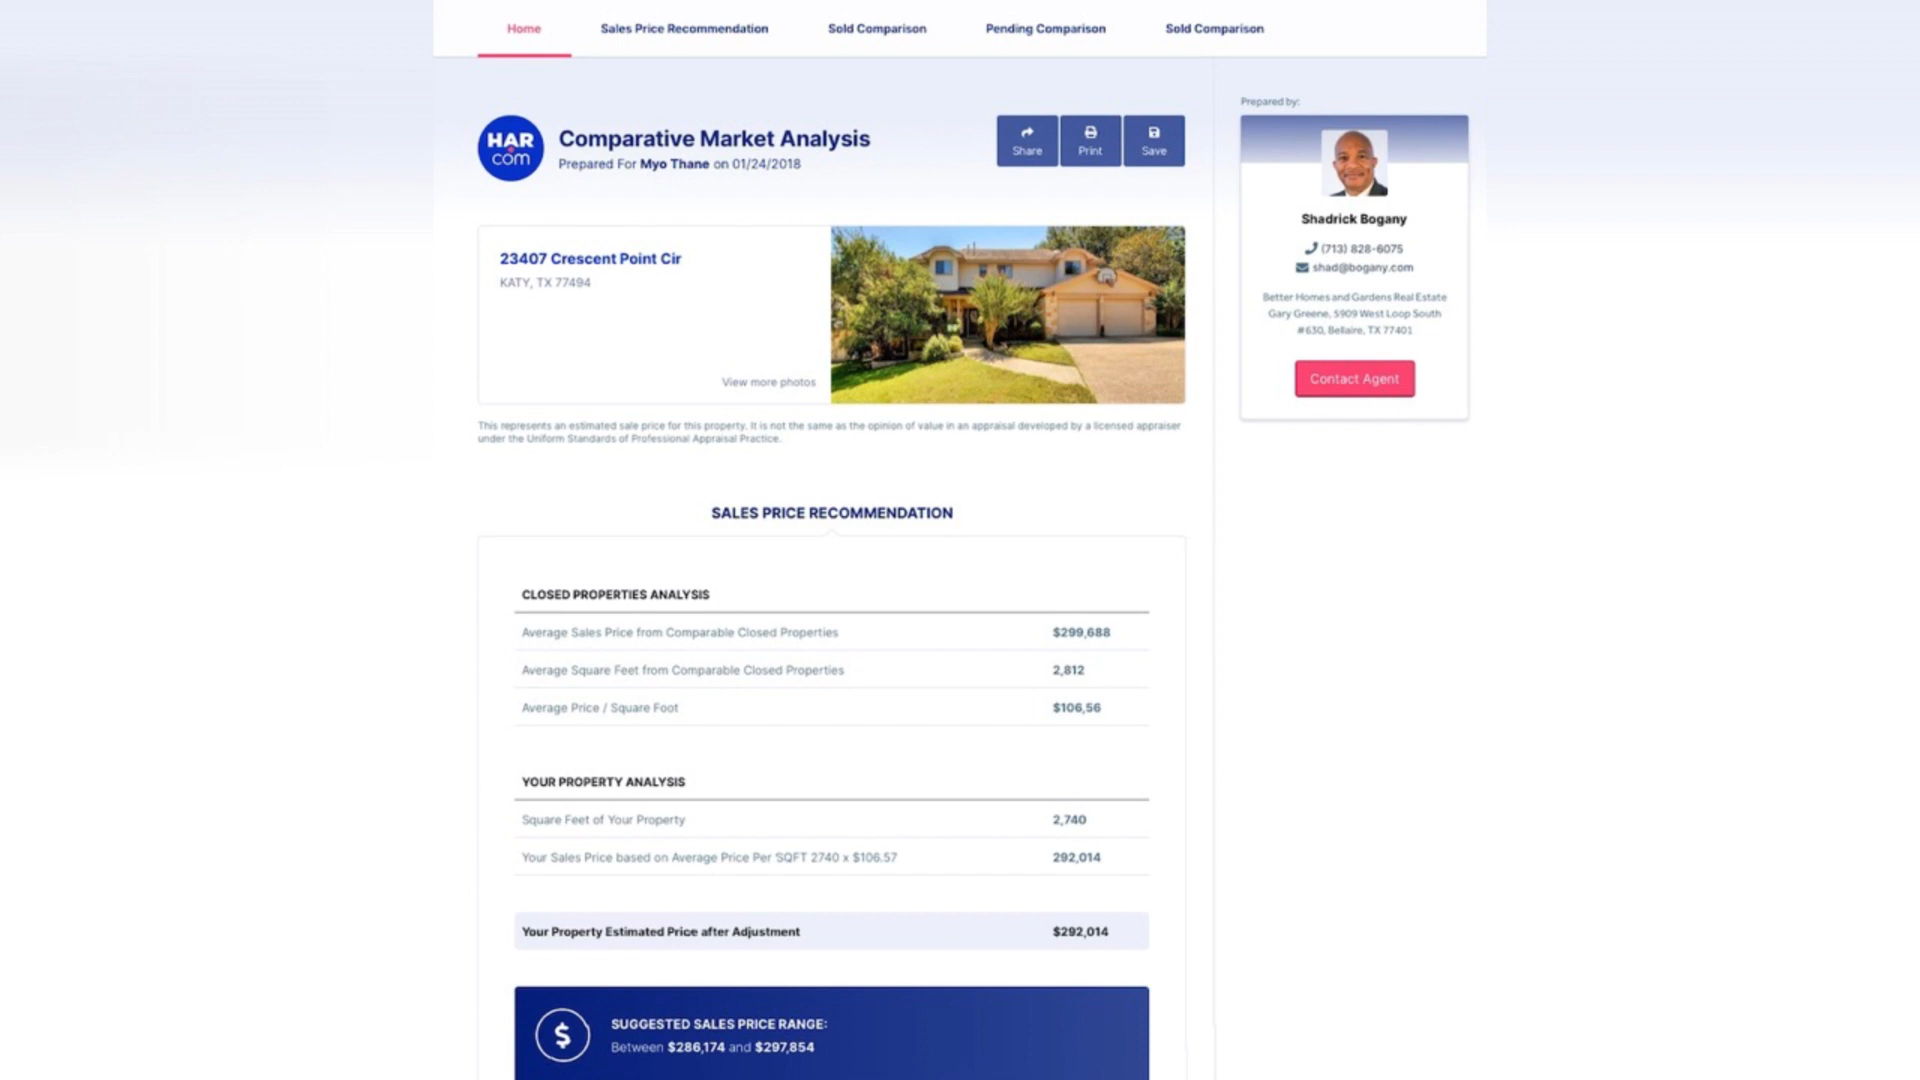 Home
Sales Price Recommendation
Sold Comparison
Pending Comparison
Sold Comparison
HAR
com
Comparative Market Analysis
Prepared For Myo Thane on 01/24/2018
Share
Print
Save
23407 Crescent Point Cir
KATY, TX 77494
View more photos
This represents an estimated sale price for this property. It is not the same as the opinion of value in an appraisal developed by a licensed appraiser
under the Uniform Standards of Professional Appraisal Practice.
Prepared by:
Shadrick Bogany
(713) 828-6075
shad@bogany.com
Better Homes and Gardens Real Estate
Gary Greene, 5909 West Loop South
#630, Bellaire, TX 77401
Contact Agent
SALES PRICE RECOMMENDATION
CLOSED PROPERTIES ANALYSIS
Average Sales Price from Comparable Closed Properties $299,688
Average Square Feet from Comparable Closed Properties 2,812
Average Price / Square Foot $106,56
YOUR PROPERTY ANALYSIS
Square Feet of Your Property 2,740
Your Sales Price based on Average Price Per SQFT 2740 x $106.57 292,014
Your Property Estimated Price after Adjustment $292,014
$
SUGGESTED SALES PRICE RANGE:
Between $286,174 and $297,854